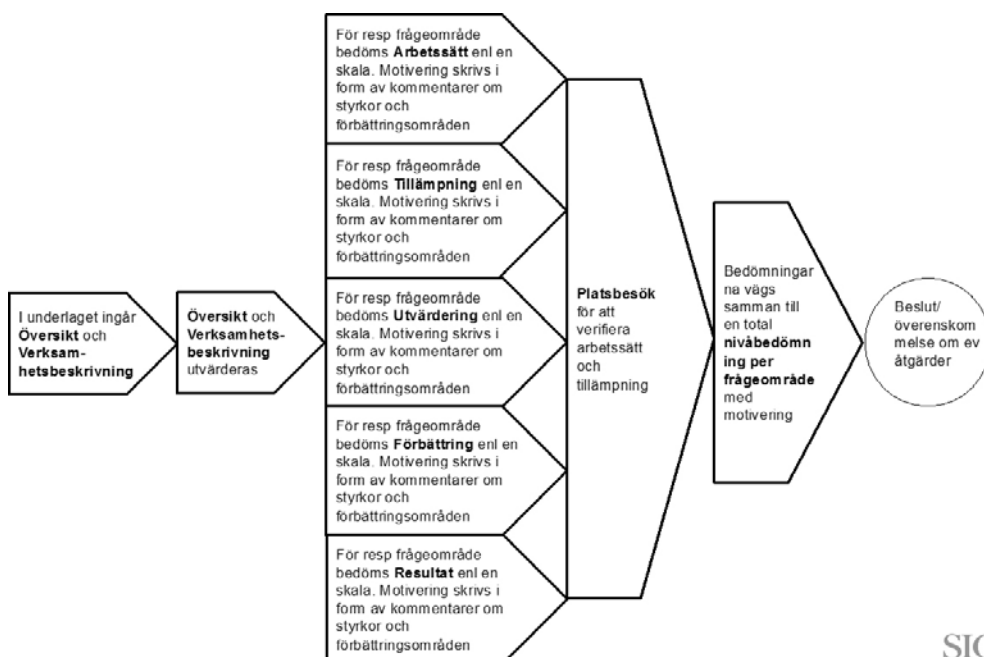 I underlaget ingår
Översikt och
Verksam-
hetsbeskrivning
Översikt och
Verksamhets-
beskrivning
utvärderas
För resp frågeområde
bedöms Arbetssätt enl en
skala. Motivering skrivs i
form av kommentarer om
styrkor och
förbättringsområden
För resp frågeområde
bedöms Tillämpning enl en
skala. Motivering skrivs i
form av kommentarer om
styrkor och
förbättringsområden
För resp frågeområde
bedöms Utvärdering enl en
skala. Motivering skrivs i
form av kommentarer om
styrkor och
förbättringsområden
För resp frågeområde
bedöms Förbättring enl en
skala. Motivering skrivs i
form av kommentarer om
styrkor och
förbättringsområden
För resp frågeområde
bedöms Resultat enl en
skala. Motivering skrivs i
form av kommentarer om
styrkor och
förbättringsområden
Platsbesök
för att
verifiera
arbetssätt
och
tillämpning
Bedömningar
na vägs
samman till
en total
nivåbedömn
ing per
frågeområde
med
motivering
Beslut/
överenskom
melse om ev
åtgärder